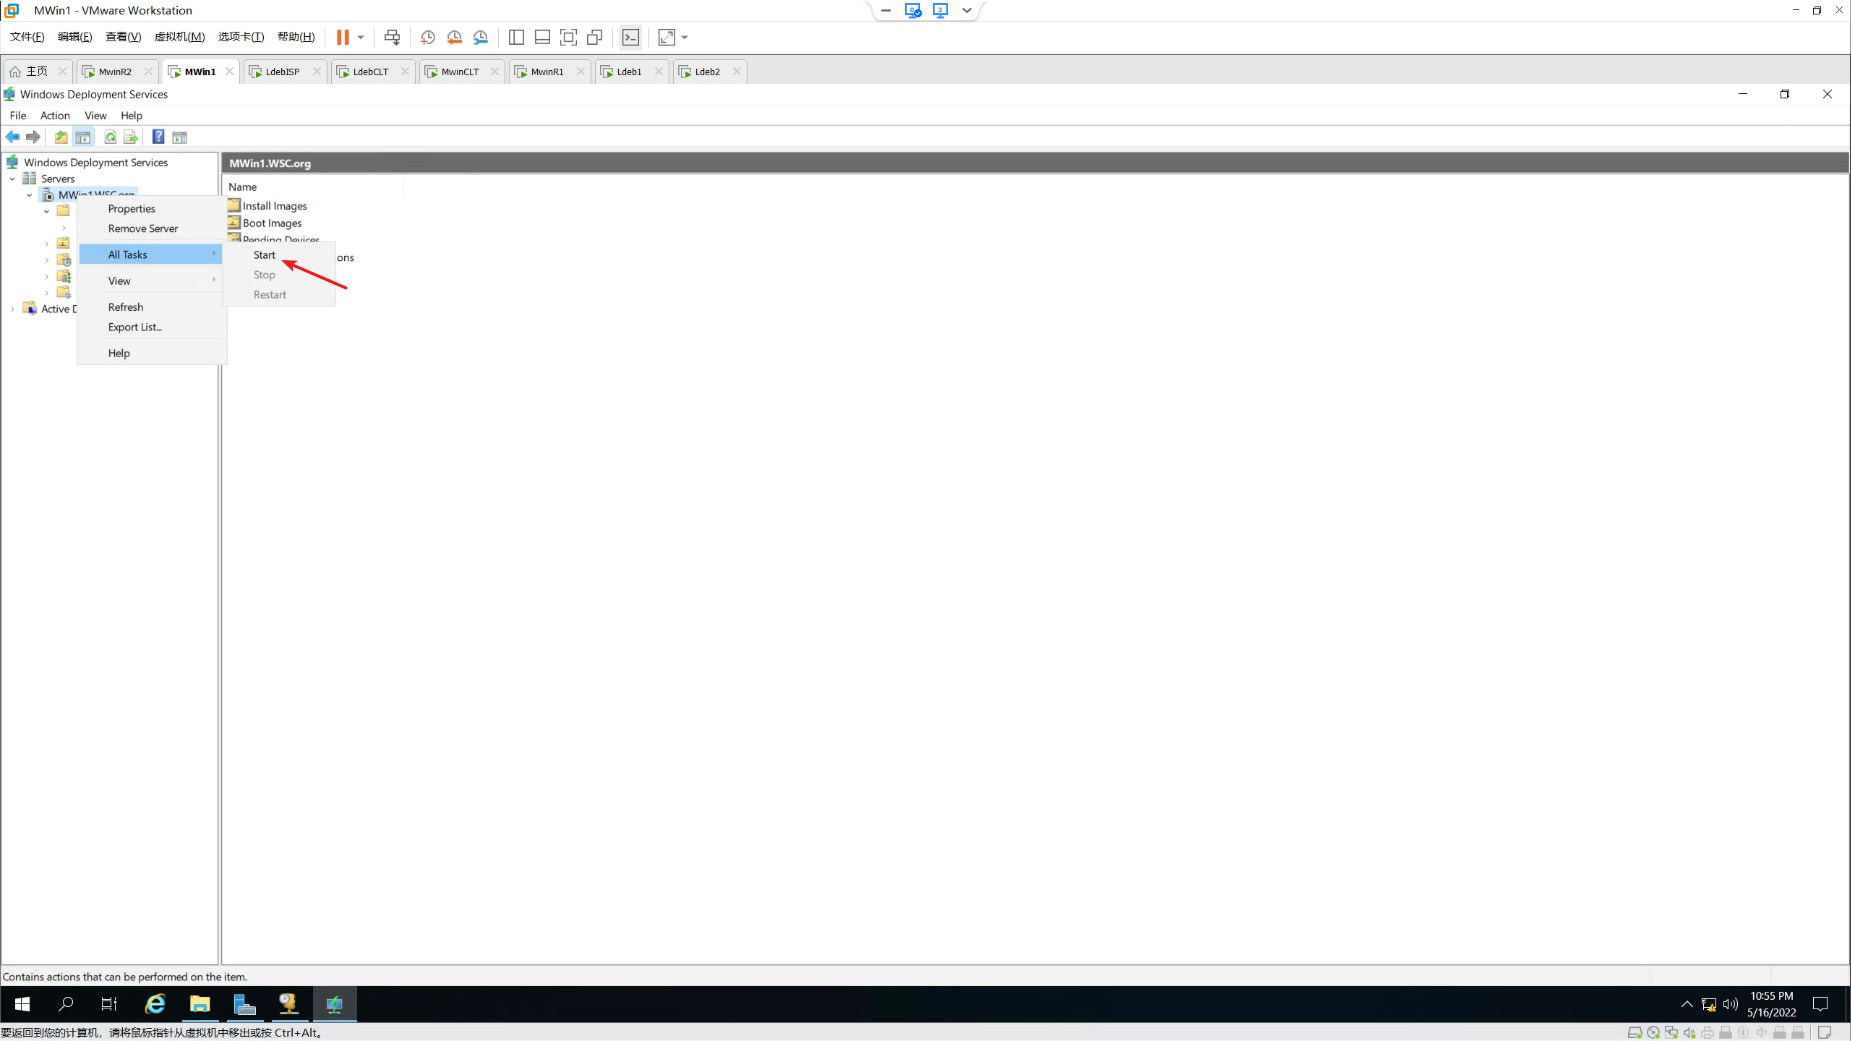 MWin1 - VMware Workstation
文件(F) 编辑(E) 查看(V) 虚拟机(M) 选项卡(T) 帮助(H)
主页 MwinR2 MWin1 LdebISP LdebCLT MwinCLT MwinR1 Ldeb1 Ldeb2
Windows Deployment Services
File Action View Help
Windows Deployment Services
Servers
MWin1.WSC.org
Active D
Properties
Remove Server
All Tasks
View
Refresh
Export List...
Help
Start
Stop
Restart
MWin1.WSC.org
Name
Install Images
Boot Images
Pending Devices
ons
Contains actions that can be performed on the item.
10:55 PM
5/16/2022
要返回到您的计算机，请将鼠标指针从虚拟机中移出或按 Ctrl+Alt。